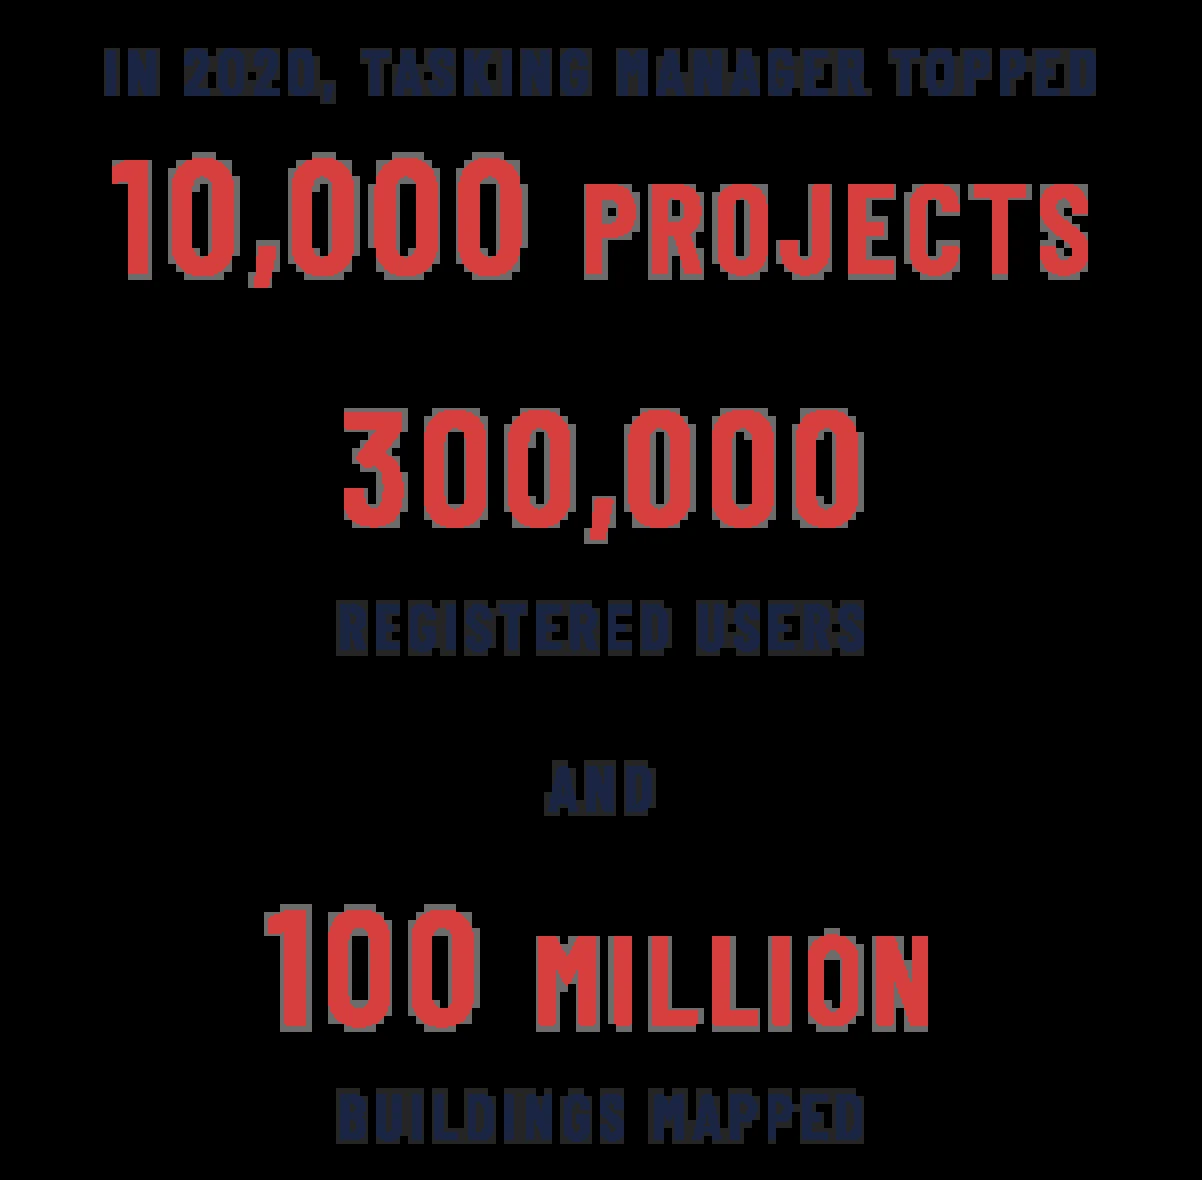 IN 2020, TASKING MANAGER TOPPED
10,000 PROJECTS
300,000
REGISTERED USERS
AND
100 MILLION
BUILDINGS MAPPED